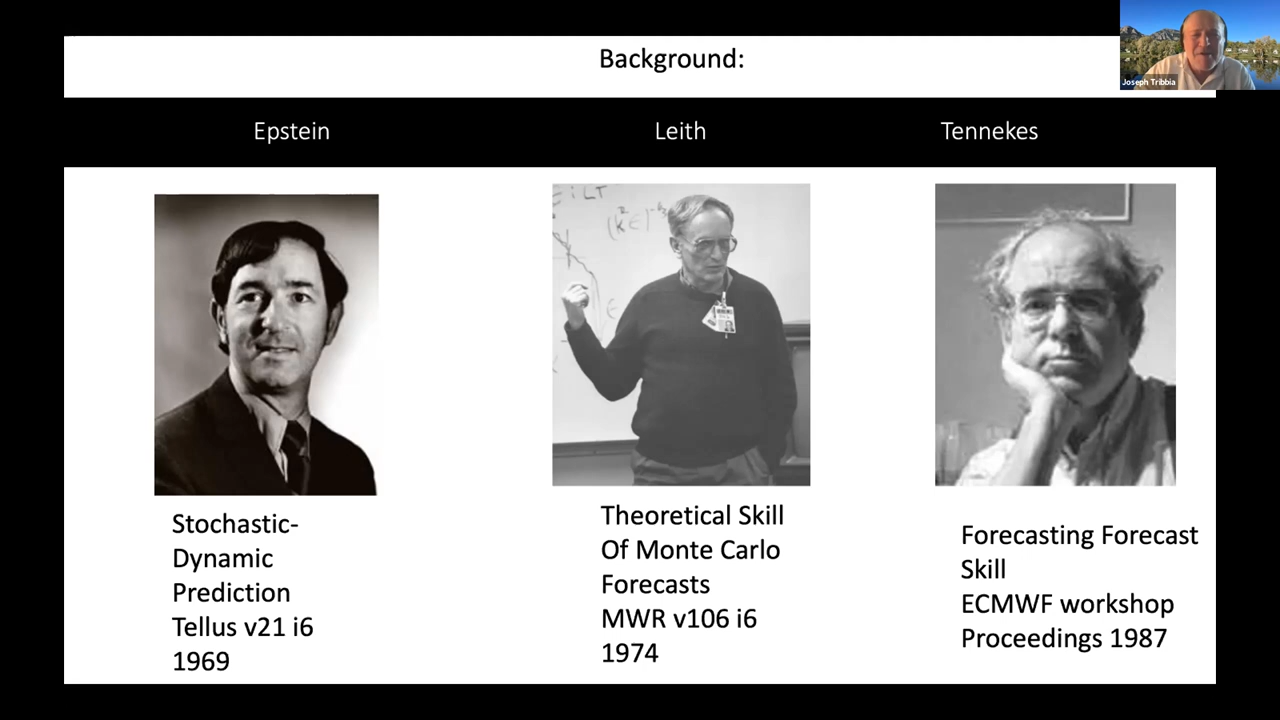 Background:
Joseph Tribbia
Epstein
Leith
Tennekes
Stochastic-
Dynamic
Prediction
Tellus v21 i6
1969
Theoretical Skill
Of Monte Carlo
Forecasts
MWR v106 i6
1974
Forecasting Forecast
Skill
ECMWF workshop
Proceedings 1987